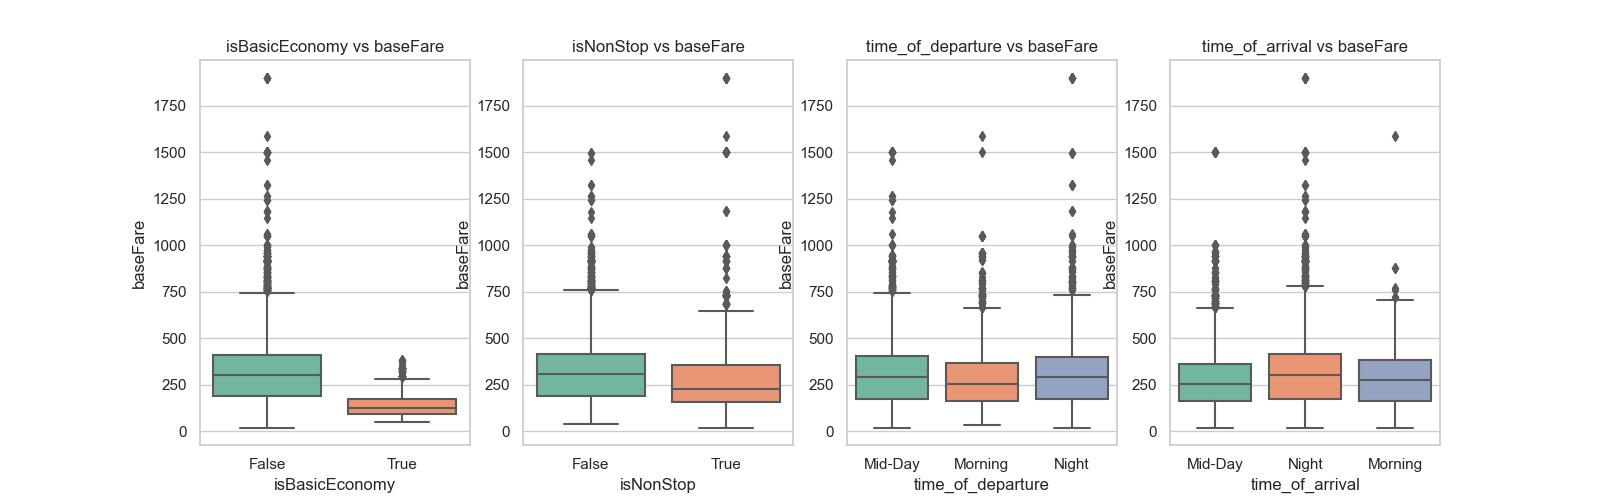 isBasicEconomy vs baseFare
baseFare
1750
1500
1250
1000
750
500
250
0
False True
isBasicEconomy
isNonStop vs baseFare
baseFare
1750
1500
1250
1000
750
500
250
0
False True
isNonStop
time_of_departure vs baseFare
baseFare
1750
1500
1250
1000
750
500
250
0
Mid-Day Morning Night
time_of_departure
time_of_arrival vs baseFare
baseFare
1750
1500
1250
1000
750
500
250
0
Mid-Day Night Morning
time_of_arrival